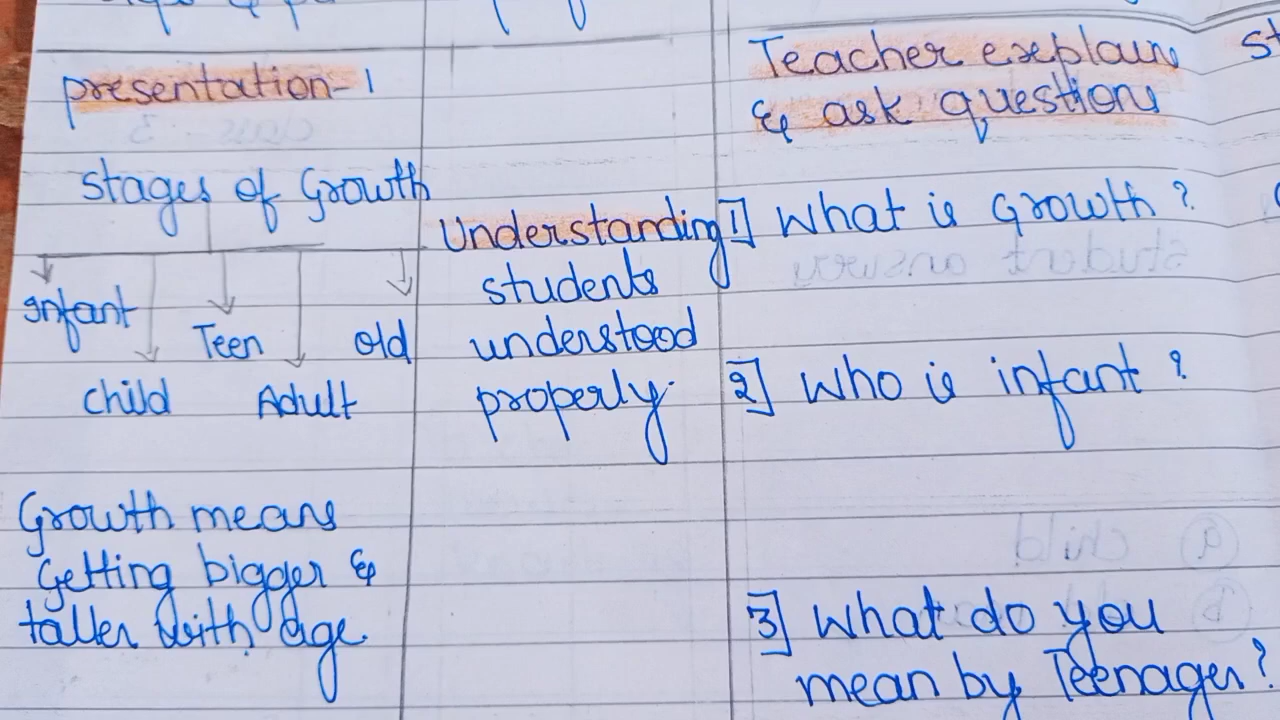 presentation-1
stages of Growth
Infant
Teen
old
child
Adult
Growth means
Getting bigger &
taller with age
Understanding
students
understood
properly.
Teacher explain
& ask question
1] What is growth?
2] Who is infant?
3] What do you
mean by Teenager?